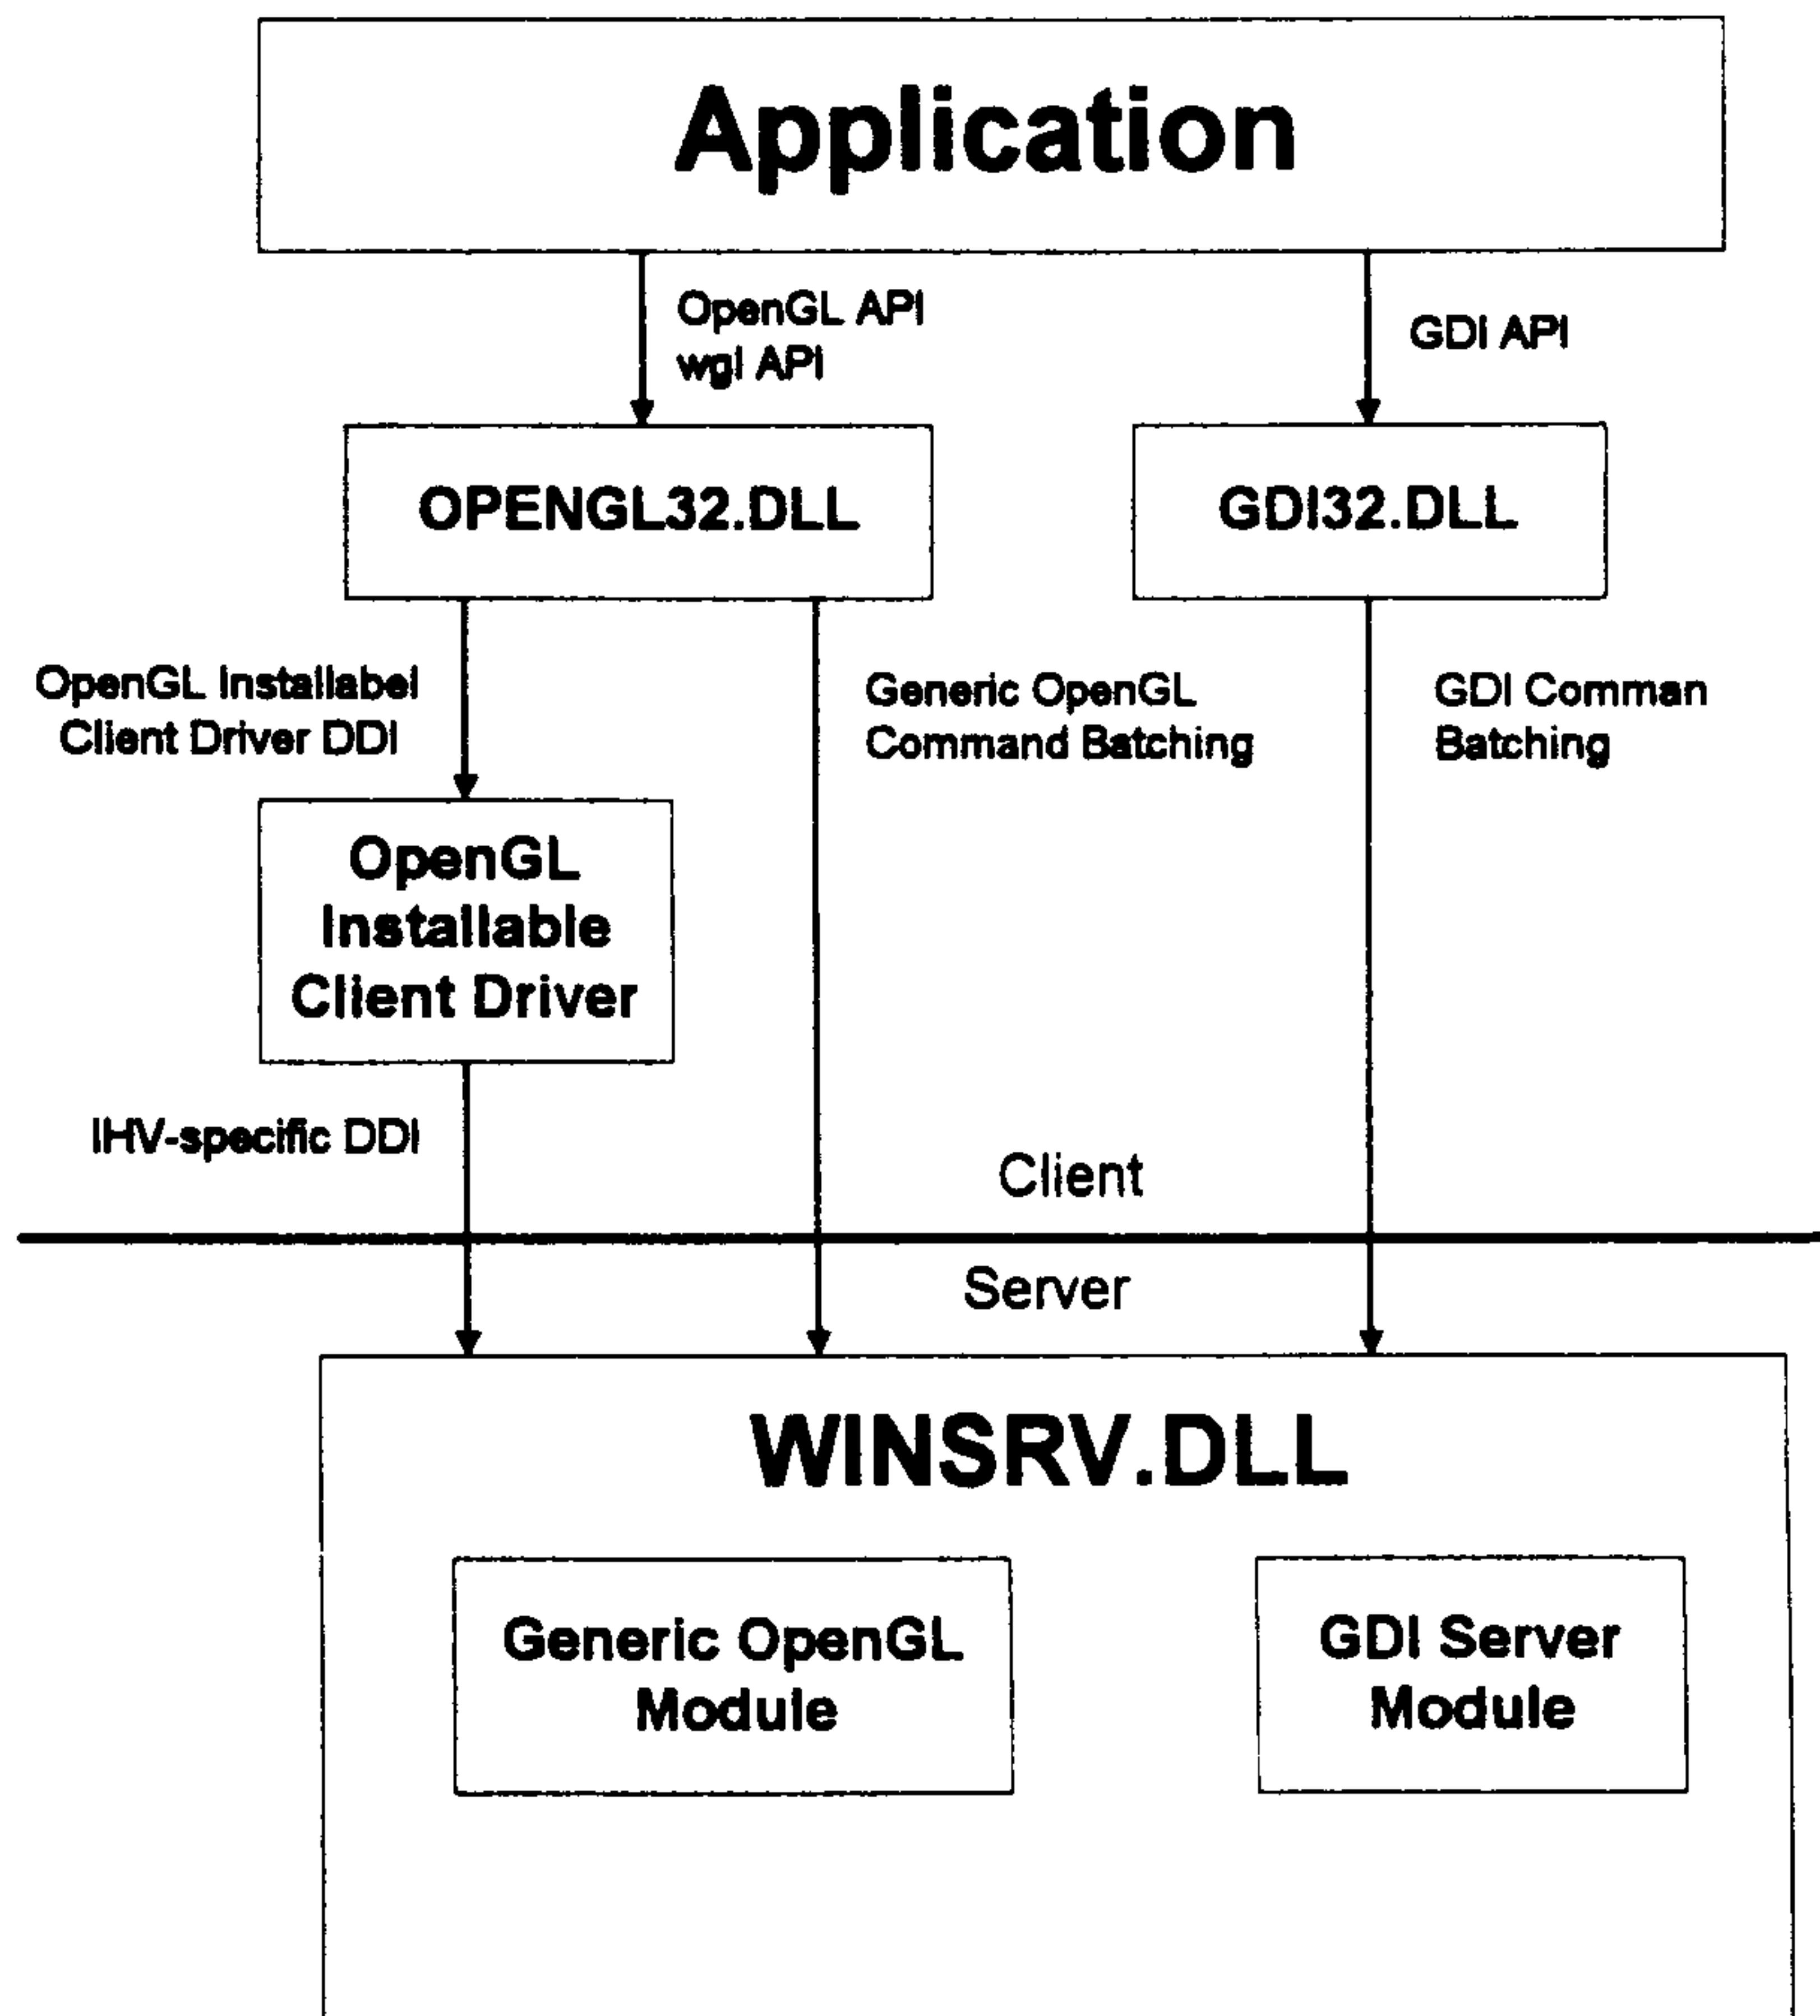 Application
OpenGL API
wgl API
GDI API
OPENGL32.DLL
GDI32.DLL
OpenGL Installabel
Client Driver DDI
Generic OpenGL
Command Batching
GDI Comman
Batching
OpenGL
Installable
Client Driver
IHV-specific DDI
Client
Server
WINSRV.DLL
Generic OpenGL
Module
GDI Server
Module